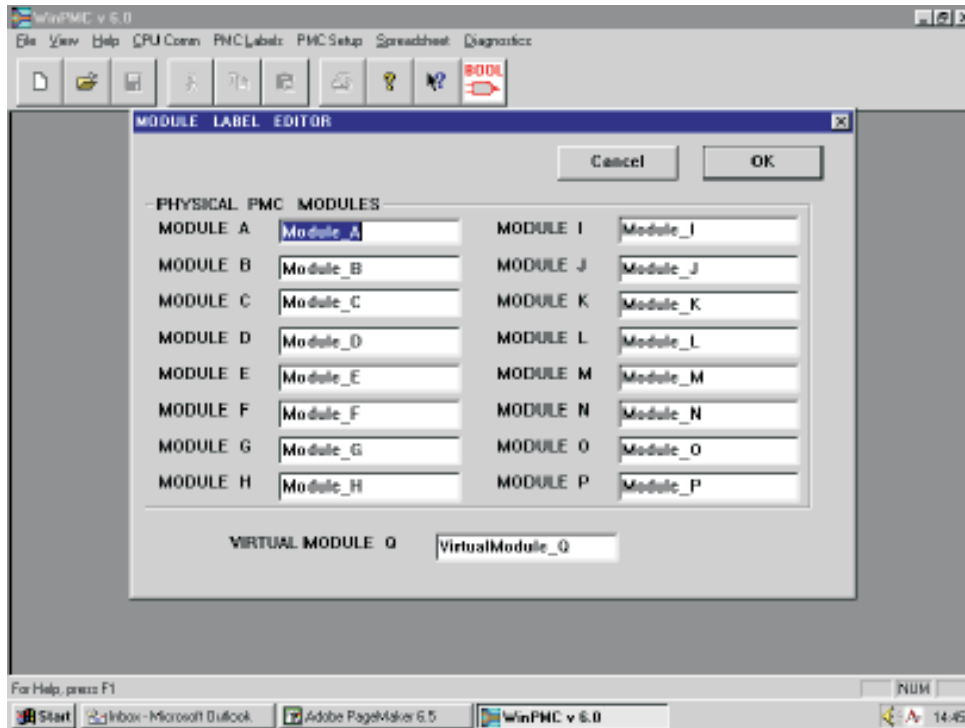 WinPMC v 6.0
File View Help CPU Comm PMC Labels PMC Setup Spreadsheet Diagnostics
BOOL
MODULE LABEL EDITOR
Cancel OK
PHYSICAL PMC MODULES
MODULE A Module_A MODULE I Module_I
MODULE B Module_B MODULE J Module_J
MODULE C Module_C MODULE K Module_K
MODULE D Module_D MODULE L Module_L
MODULE E Module_E MODULE M Module_M
MODULE F Module_F MODULE N Module_N
MODULE G Module_G MODULE O Module_O
MODULE H Module_H MODULE P Module_P
VIRTUAL MODULE Q VirtualModule_Q
For Help, press F1 NUM
Start Inbox - Microsoft Outlook Adobe PageMaker 6.5 WinPMC v 6.0